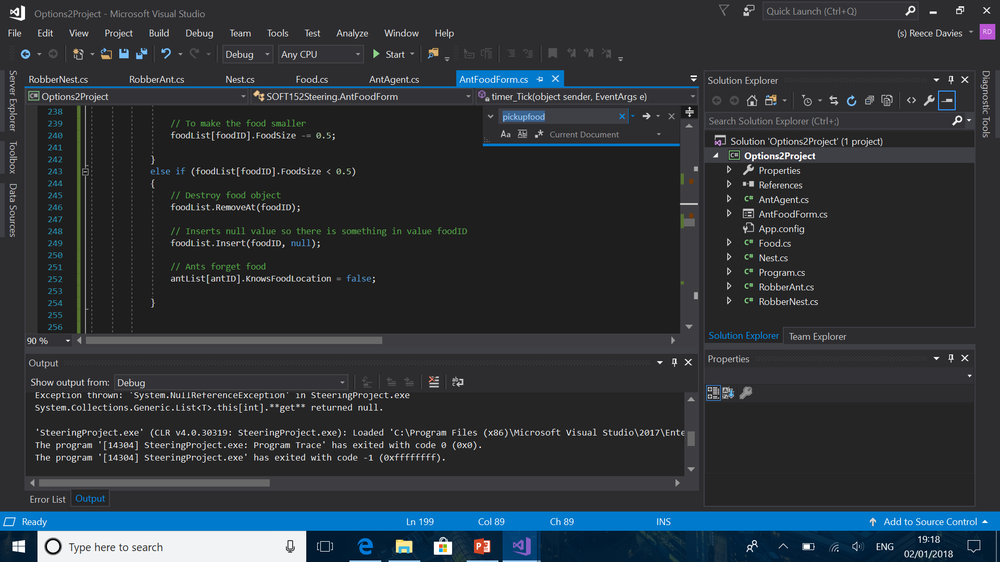 Options2Project - Microsoft Visual Studio
Quick Launch (Ctrl+Q)
File Edit View Project Build Debug Team Tools Test Analyze Window Help
(s) Reece Davies
RD
Debug
Any CPU
Start
Server Explorer
Toolbox
Data Sources
RobberNest.cs RobberAnt.cs Nest.cs Food.cs AntAgent.cs AntFoodForm.cs
Options2Project
SOFT152Steering.AntFoodForm
timer_Tick(object sender, EventArgs e)
pickupfood
Aa Abl Current Document
238
239 // To make the food smaller
240 foodList[foodID].FoodSize -= 0.5;
241
242 }
243 else if (foodList[foodID].FoodSize < 0.5)
244 {
245 // Destroy food object
246 foodList.RemoveAt(foodID);
247
248 // Inserts null value so there is something in value foodID
249 foodList.Insert(foodID, null);
250
251 // Ants forget food
252 antList[antID].KnowsFoodLocation = false;
253
254 }
255
256
90 %
Output
Show output from: Debug
Exception thrown: 'System.NullReferenceException' in SteeringProject.exe
System.Collections.Generic.List<T>.this[int].**get** returned null.
'SteeringProject.exe' (CLR v4.0.30319: SteeringProject.exe): Loaded 'C:\Program Files (x86)\Microsoft Visual Studio\2017\Ente
The program '[14304] SteeringProject.exe: Program Trace' has exited with code 0 (0x0).
The program '[14304] SteeringProject.exe' has exited with code -1 (0xffffffff).
Error List Output
Solution Explorer
Search Solution Explorer (Ctrl+;)
Solution 'Options2Project' (1 project)
C# Options2Project
Properties
References
C# AntAgent.cs
AntFoodForm.cs
App.config
C# Food.cs
C# Nest.cs
C# Program.cs
C# RobberAnt.cs
C# RobberNest.cs
Solution Explorer Team Explorer
Properties
Diagnostic Tools
Ready
Ln 199
Col 89
Ch 89
INS
Add to Source Control
Type here to search
ENG
19:18
02/01/2018